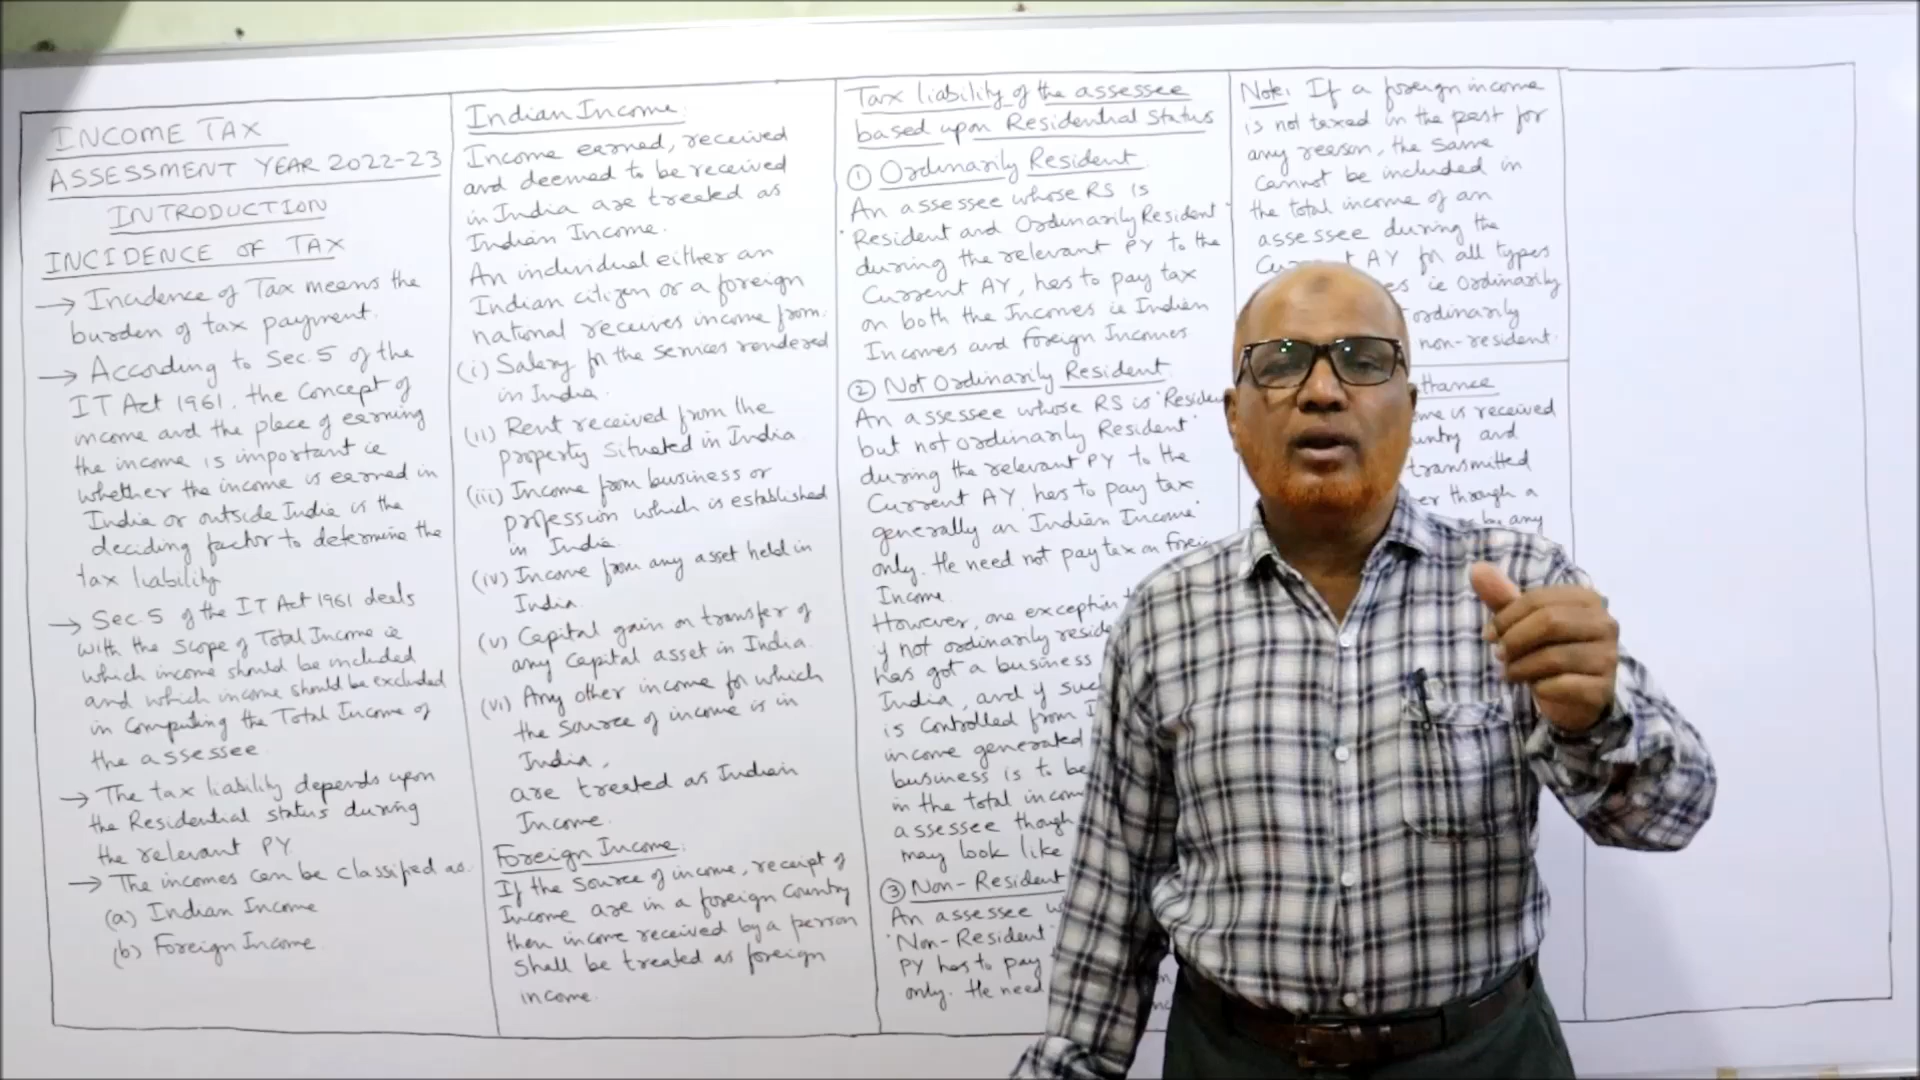 INCOME TAX
ASSESSMENT YEAR 2022-23
INTRODUCTION
INCIDENCE OF TAX
→ Incidence of Tax means the
burden of tax payment.
→ According to Sec.5 of the
IT Act 1961, the concept of
income and the place of earning
the income is important ie
whether the income is earned in
India or outside India is the
deciding factor to determine the
tax liability
→ Sec.5 of the IT Act 1961 deals
with the scope of Total Income ie
which income should be included
and which income should be excluded
in computing the Total Income of
the assessee
→ The tax liability depends upon
the Residential status during
the relevant PY
→ The incomes can be classified as.
(a) Indian Income
(b) Foreign Income
Indian Income.
Income earned, received
and deemed to be received
in India are treated as
Indian Income.
An individual either an
Indian citizen or a foreign
national receives income from.
(i) Salary for the services rendered
in India.
(ii) Rent received from the
property situated in India
(iii) Income from business or
profession which is established
in India
(iv) Income from any asset held in
India
(v) Capital gain on transfer of
any capital asset in India.
(vi) Any other income for which
the source of income is in
India,
are treated as Indian
Income.
Foreign Income.
If the source of income, receipt of
Income are in a foreign country
then income received by a person
shall be treated as foreign
income.
Tax liability of the assessee
based upon Residential Status
① Ordinarily Resident
An assessee whose RS is
'Resident and Ordinarily Resident'
during the relevant PY to the
Current AY, has to pay tax
on both the Incomes ie Indian
Incomes and foreign Incomes
② Not Ordinarily Resident
An assessee whose RS is 'Resident
but not ordinarily Resident'
during the relevant PY to the
Current AY, has to pay tax
generally on 'Indian Income'
only. He need not pay tax on
Income.
However, one exception
if not ordinarily
has got a business
India, and if
is controlled from
income generated
business is to be
in the total
assessee though
may look like
③ Non-Resident
An assessee
'Non-Resident'
PY has to pay
only. He need
Note: If a foreign income
is not taxed in the past for
any reason, the same
cannot be included in
the total income of an
assessee during the
AY for all types
ie Ordinarily
ordinarily
non-resident.
is received
and
transmitted
through a
by any